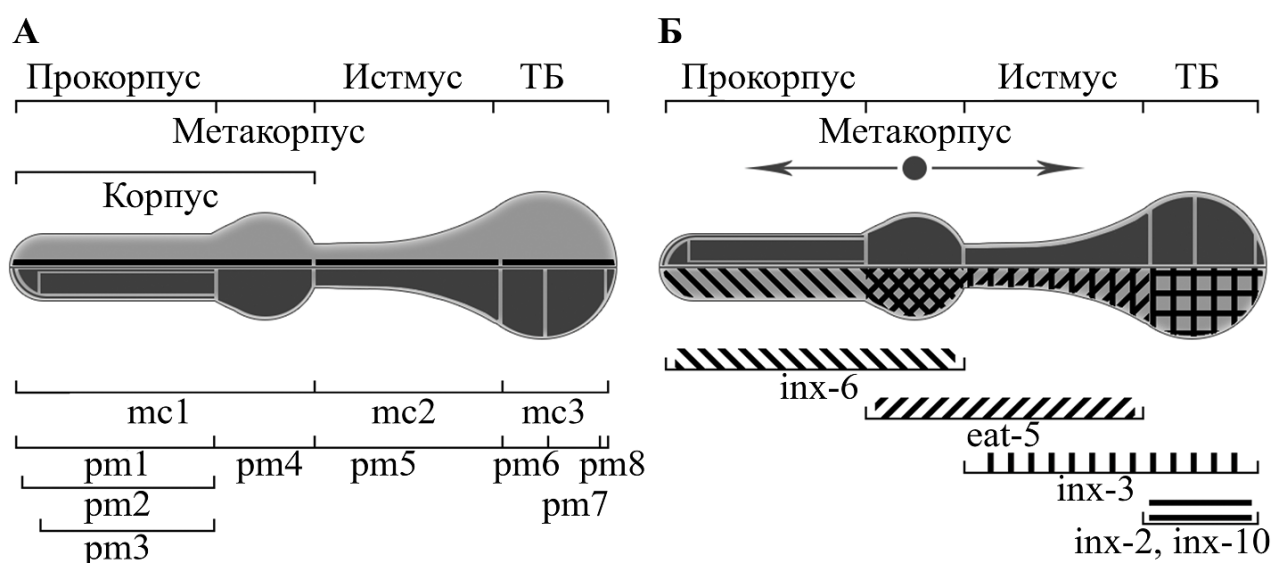 А
Прокорпус Истмус ТБ
Метакорпус
Корпус
mc1 mc2 mc3
pm1 pm4 pm5 pm6 pm8
pm2 pm7
pm3
Б
Прокорпус Истмус ТБ
Метакорпус
inx-6
eat-5
inx-3
inx-2, inx-10